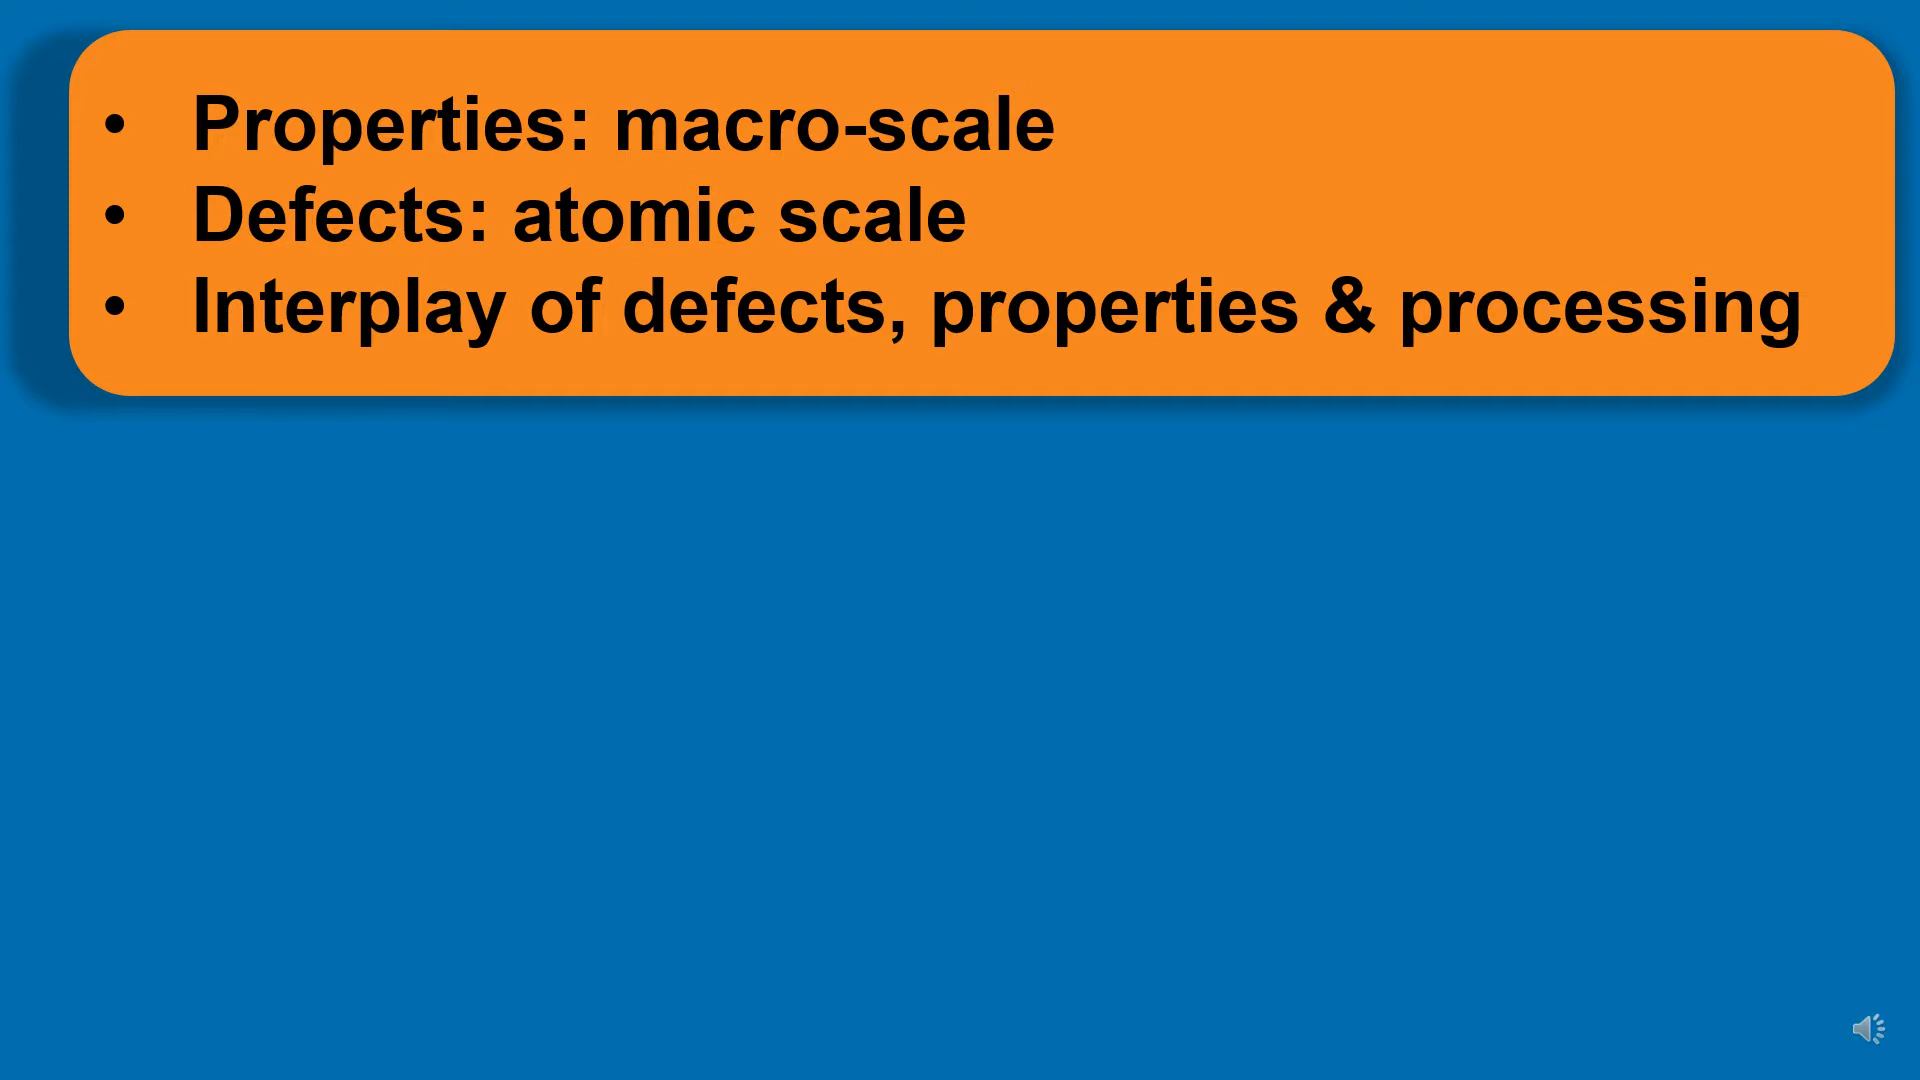 • Properties: macro-scale
• Defects: atomic scale
• Interplay of defects, properties & processing